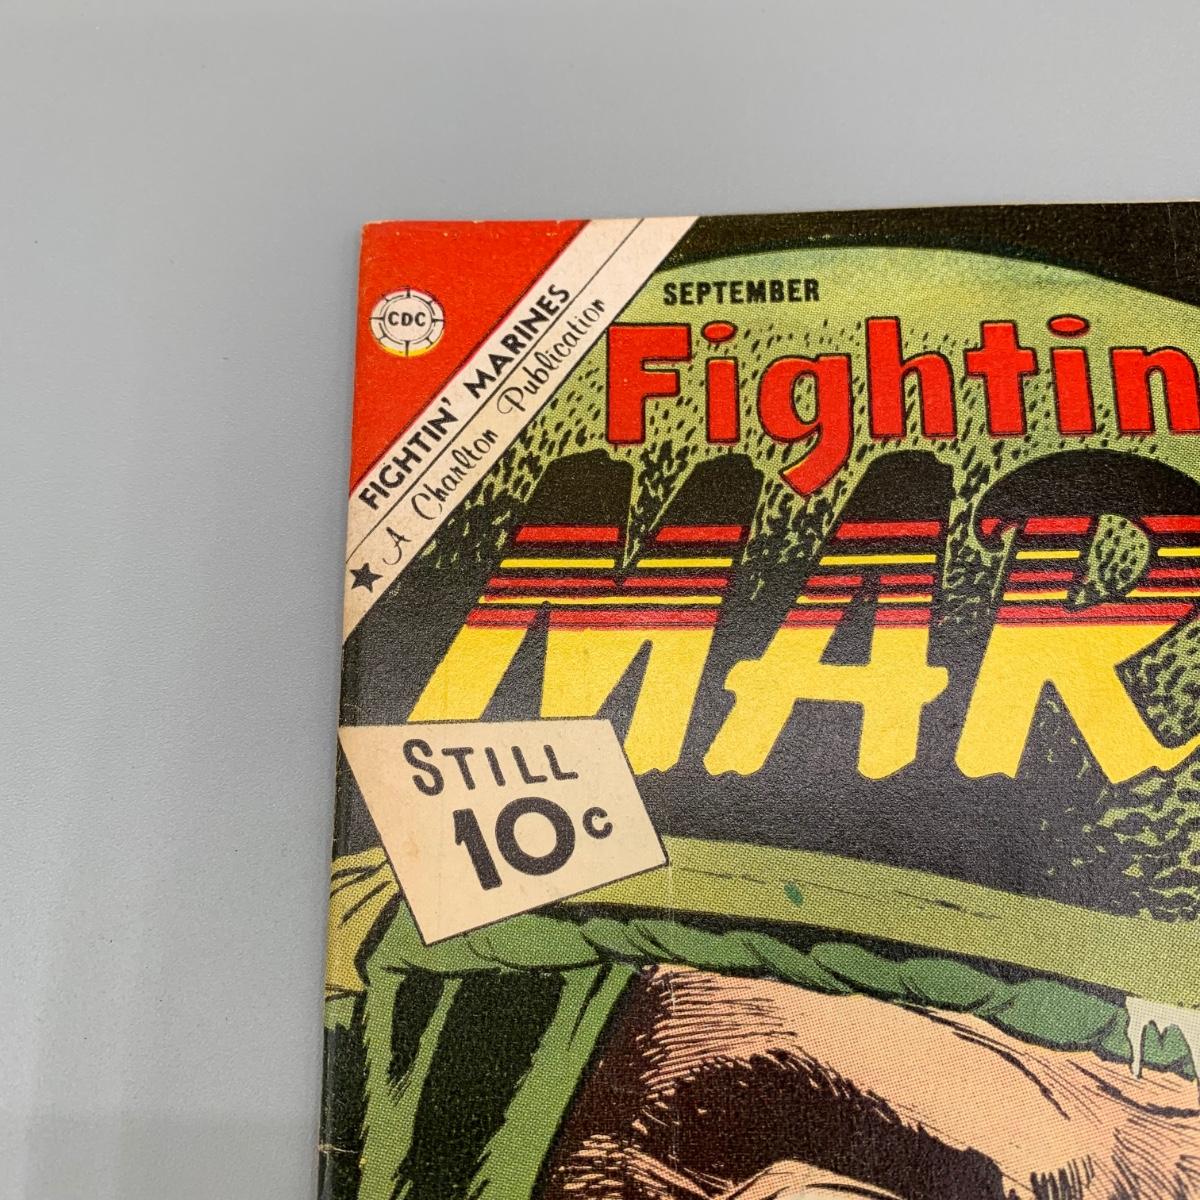 CDC
FIGHTIN' MARINES
A Charlton Publication
SEPTEMBER
Fightin
MAR
STILL
10c